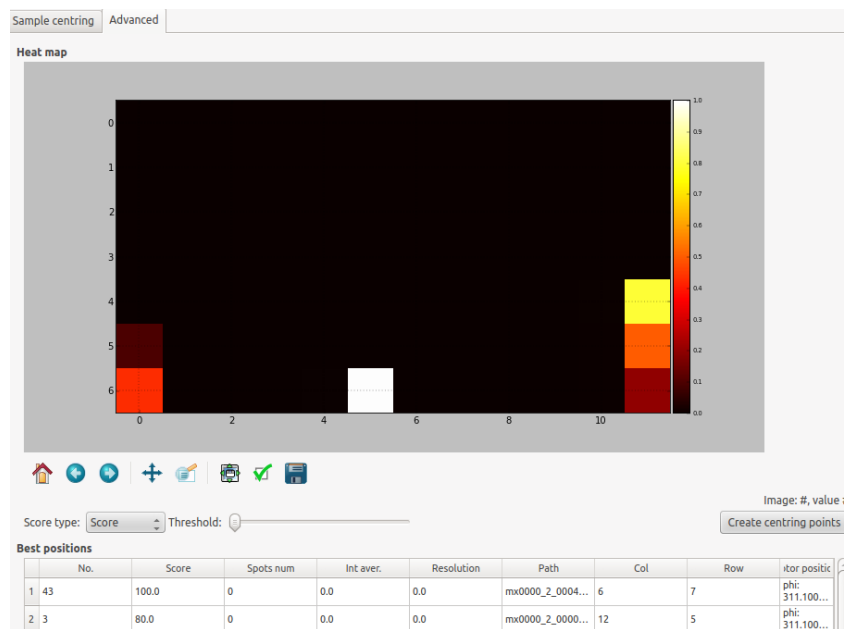 Sample centring Advanced
Heat map
1.0
0 0.9
0.8
1
0.7
2 0.6
3 0.5
0.4
4
0.3
5 0.2
0.1
6
0.0
0 2 4 6 8 10
Image: #, value
Score type: Score Threshold: Create centring points
Best positions
No. Score Spots num Int aver. Resolution Path Col Row itor positic
1 43 100.0 0 0.0 0.0 mx0000_2_0004... 6 7 phi: 311.100...
2 3 80.0 0 0.0 0.0 mx0000_2_0000... 12 5 phi: 311.100...